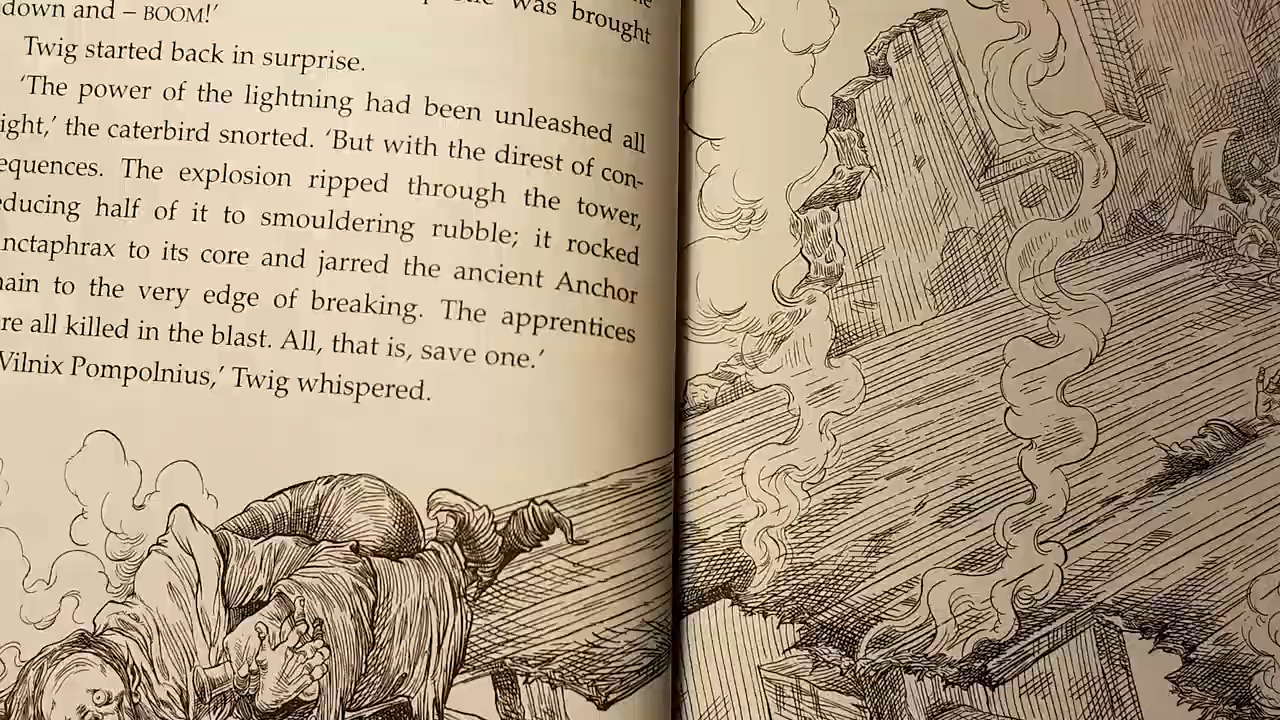 was brought
down and – BOOM!’
Twig started back in surprise.
‘The power of the lightning had been unleashed all
ight,’ the caterbird snorted. ‘But with the direst of con-
equences. The explosion ripped through the tower,
educing half of it to smouldering rubble; it rocked
nctaphrax to its core and jarred the ancient Anchor
hain to the very edge of breaking. The apprentices
re all killed in the blast. All, that is, save one.’
Vilnix Pompolnius,’ Twig whispered.